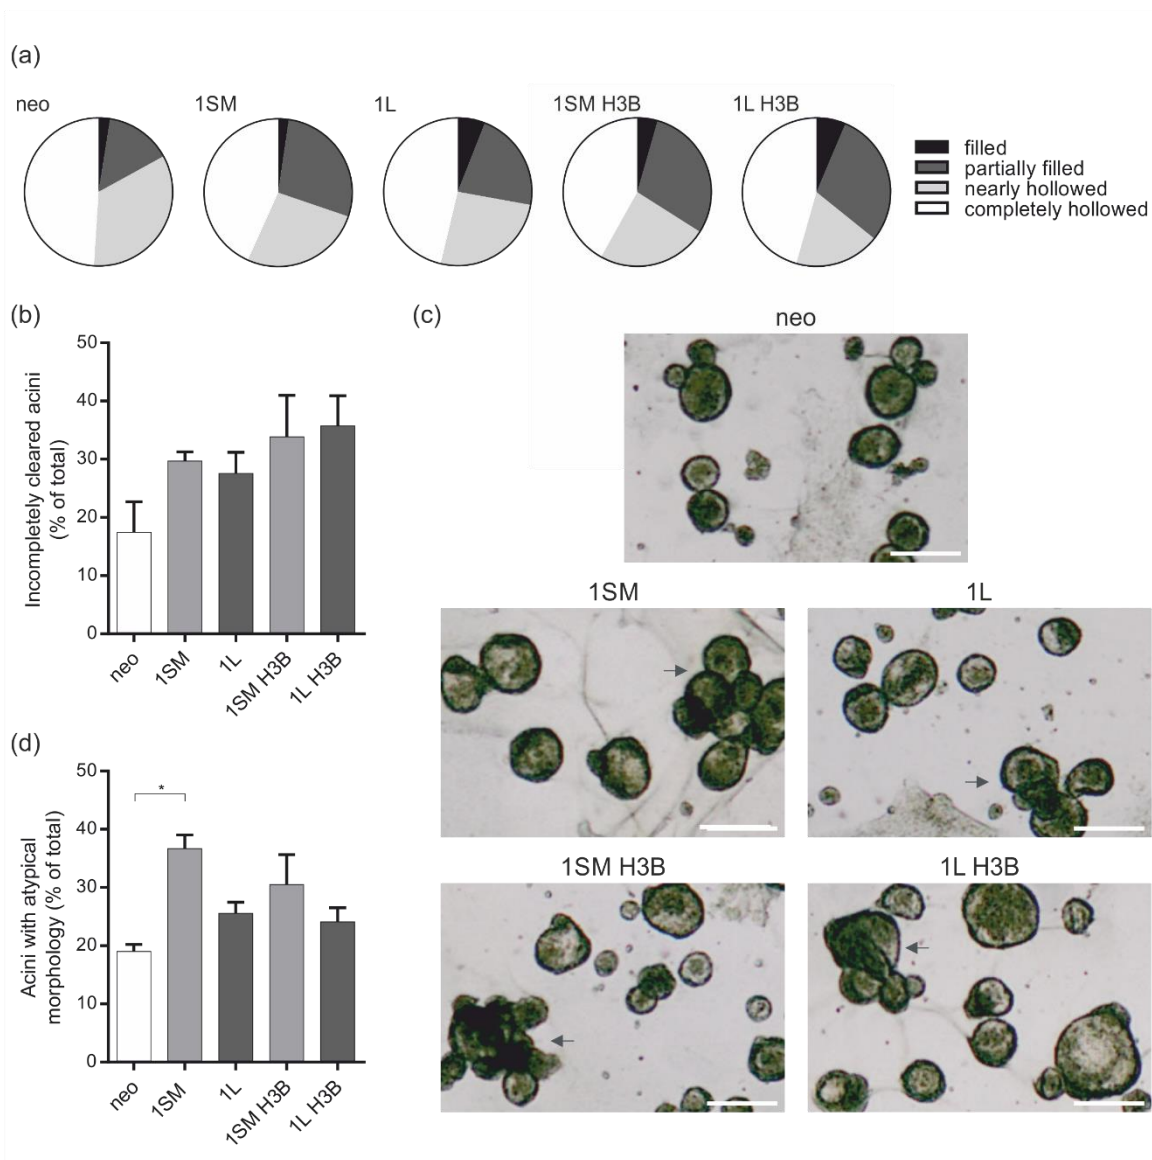 (a)
neo
1SM
1L
1SM H3B
1L H3B
filled
partially filled
nearly hollowed
completely hollowed
(b)
Incompletely cleared acini
(% of total)
50
40
30
20
10
0
neo
1SM
1L
1SM H3B
1L H3B
(c)
neo
1SM
1L
1SM H3B
1L H3B
(d)
Acini with atypical
morphology (% of total)
50
40
30
20
10
0
*
neo
1SM
1L
1SM H3B
1L H3B